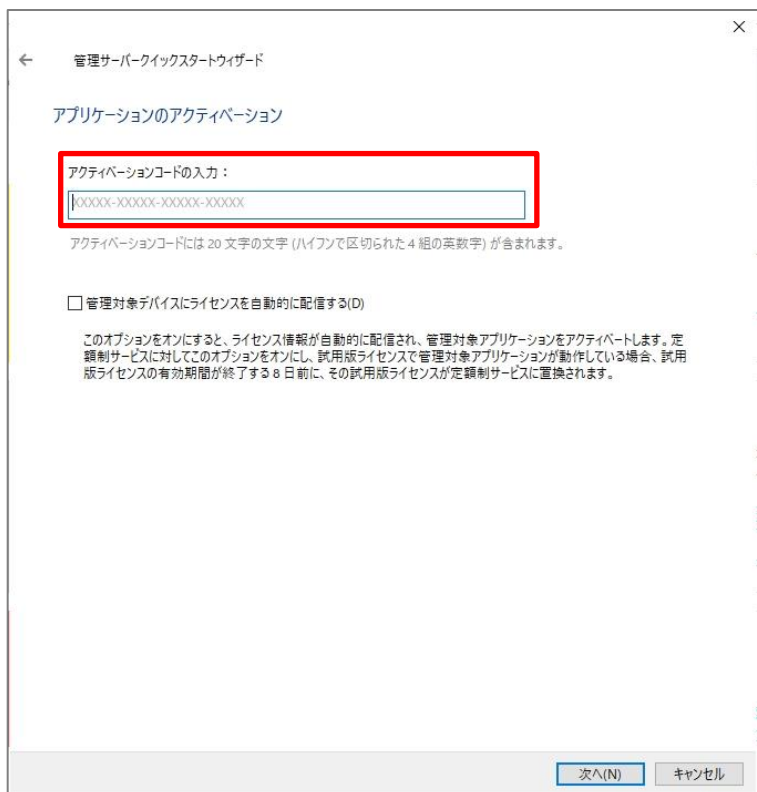 管理サーバークイックスタートウィザード
アプリケーションのアクティベーション
アクティベーションコードの入力：
XXXXX-XXXXX-XXXXX-XXXXX
アクティベーションコードには 20 文字の文字 (ハイフンで区切られた 4 組の英数字) が含まれます。
管理対象デバイスにライセンスを自動的に配信する(D)
このオプションをオンにすると、ライセンス情報が自動的に配信され、管理対象アプリケーションをアクティベートします。定
額制サービスに対してこのオプションをオンにし、試用版ライセンスで管理対象アプリケーションが動作している場合、試用
版ライセンスの有効期間が終了する 8 日前に、その試用版ライセンスが定額制サービスに置換されます。
次へ(N)
キャンセル